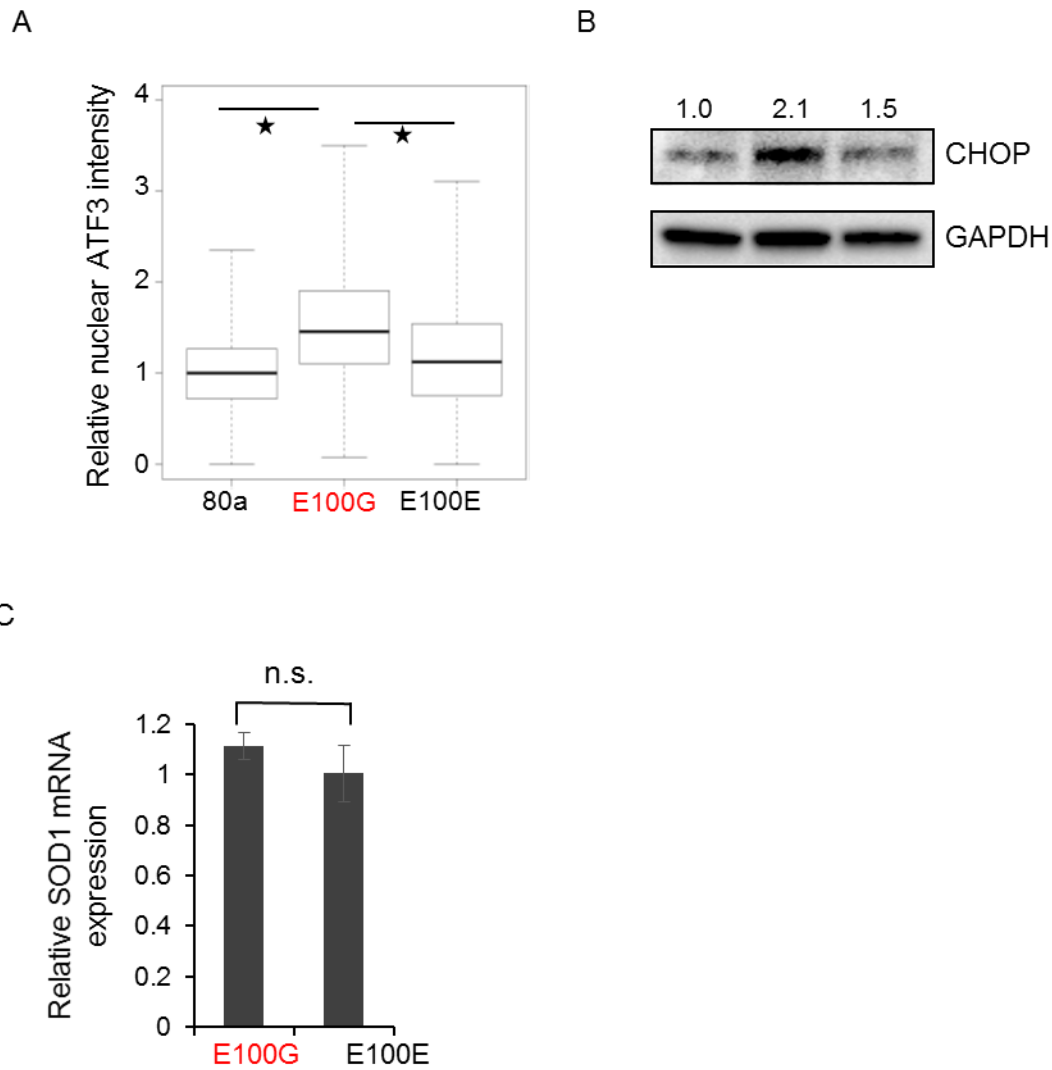 A
B
Relative nuclear ATF3 intensity
4
3
2
1
0
80a
E100G
E100E
1.0 2.1 1.5
CHOP
GAPDH
C
n.s.
Relative SOD1 mRNA
expression
1.2
1
0.8
0.6
0.4
0.2
0
E100G
E100E